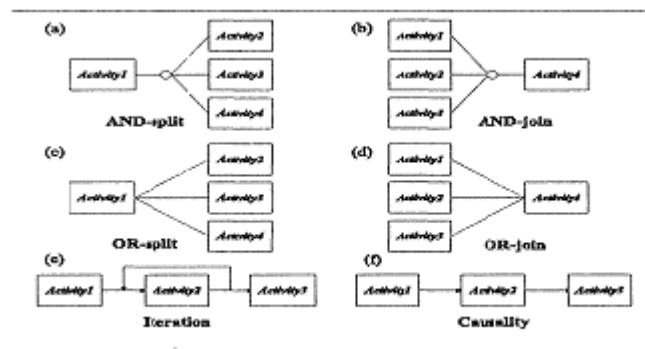 (a)
Activity2
Activity1
Activity3
Activity4
AND-split
(b)
Activity1
Activity2
Activity4
Activity3
AND-join
(c)
Activity2
Activity1
Activity3
Activity4
OR-split
(d)
Activity1
Activity2
Activity4
Activity3
OR-join
(e)
Activity1
Activity2
Activity3
Iteration
(f)
Activity1
Activity2
Activity3
Causality